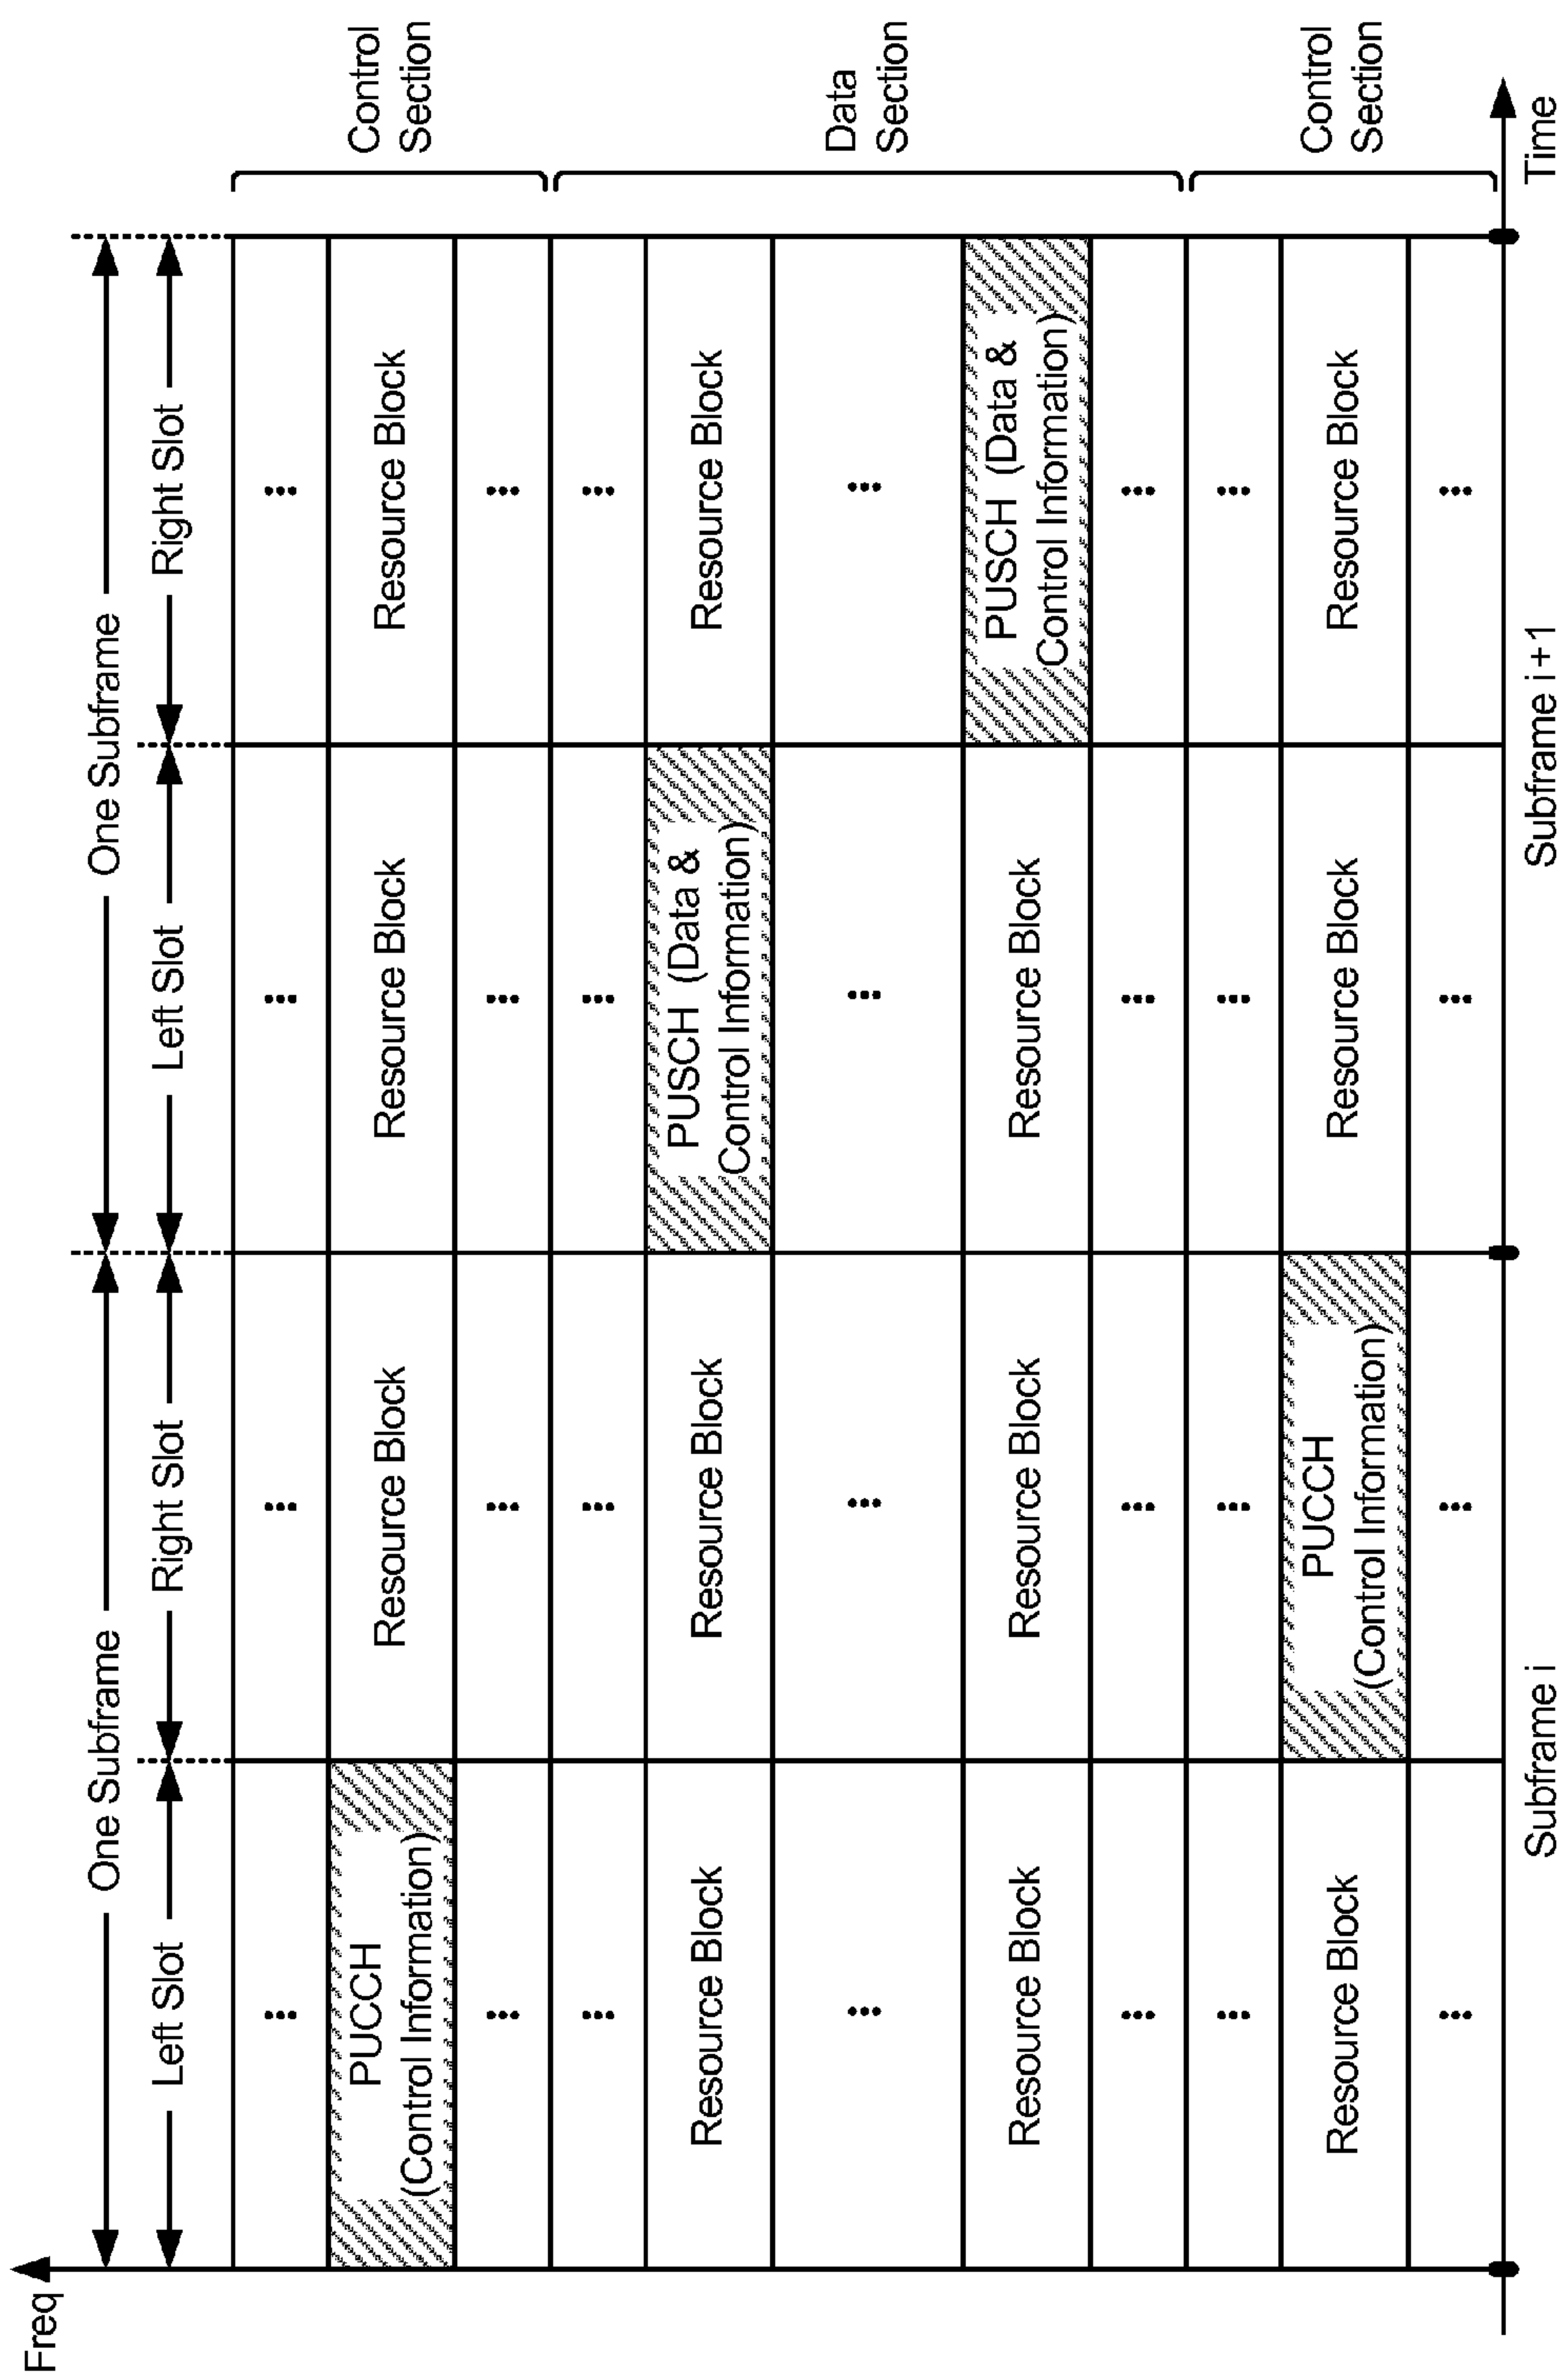 Freq
One Subframe
One Subframe
Left Slot
Right Slot
Left Slot
Right Slot
...
...
...
...
PUCCH
(Control Information)
Resource Block
Resource Block
Resource Block
Control
Section
...
...
...
...
...
...
...
...
Resource Block
Resource Block
PUSCH (Data &
Control Information)
Resource Block
...
...
...
...
Data
Section
Resource Block
Resource Block
Resource Block
PUSCH (Data &
Control Information)
...
...
...
...
...
...
...
...
Resource Block
PUCCH
(Control Information)
Resource Block
Resource Block
Control
Section
...
...
...
...
Subframe i
Subframe i + 1
Time